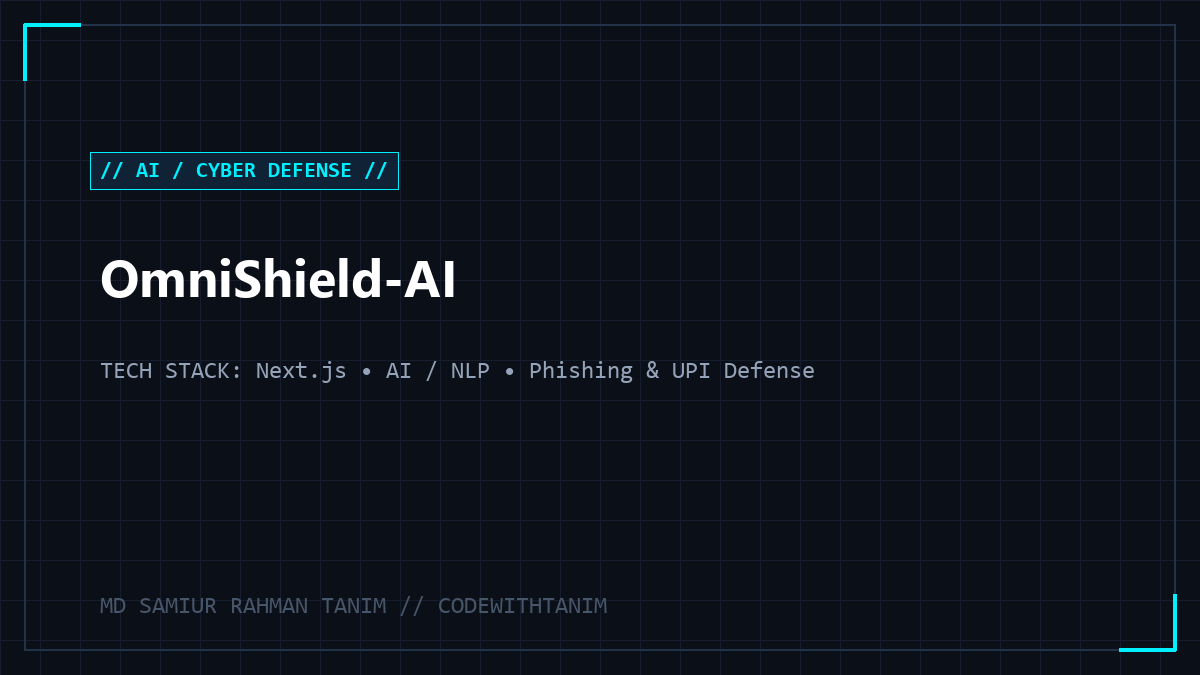 // AI / CYBER DEFENSE //
OmniShield-AI
TECH STACK: Next.js • AI / NLP • Phishing & UPI Defense
MD SAMIUR RAHMAN TANIM // CODEWITHTANIM